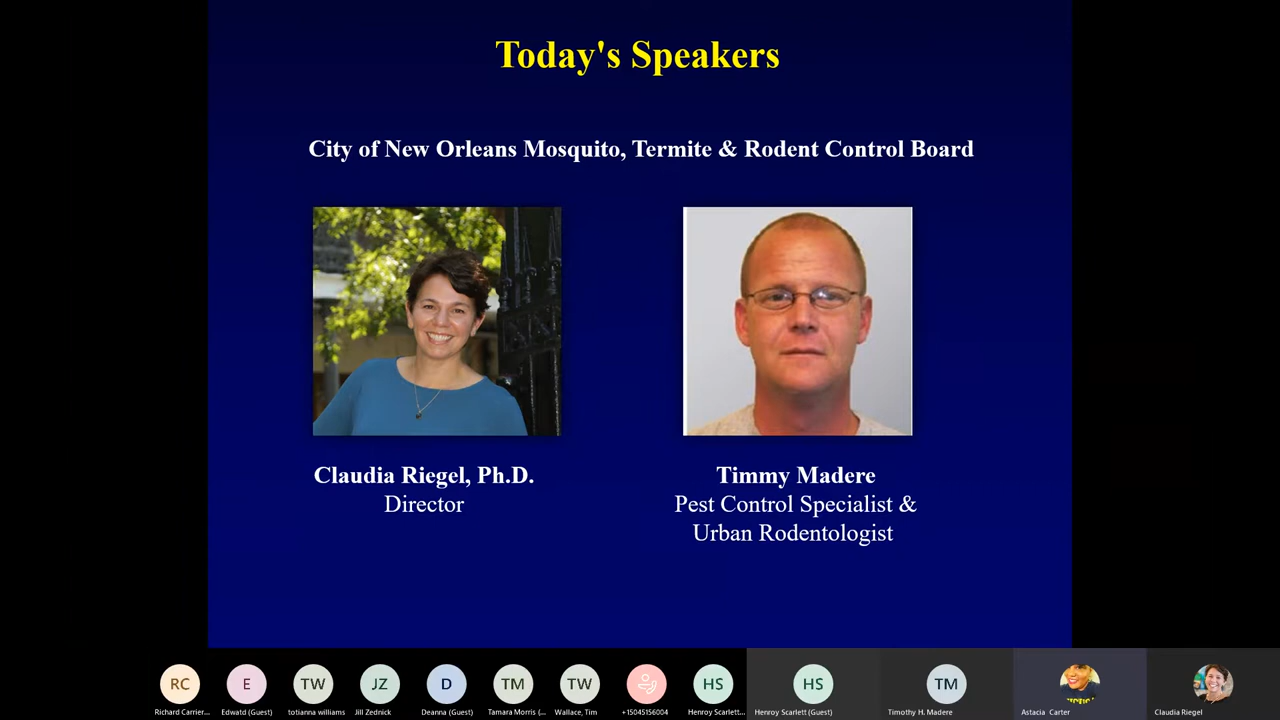 Today's Speakers
City of New Orleans Mosquito, Termite & Rodent Control Board
Claudia Riegel, Ph.D.
Director
Timmy Madere
Pest Control Specialist &
Urban Rodentologist
RC
E
TW
JZ
D
TM
TW
HS
HS
TM
Richard Carrier...
Edwatd (Guest)
totianna williams
Jill Zednick
Deanna (Guest)
Tamara Morris (...
Wallace, Tim
+15045156004
Henroy Scarlett...
Henroy Scarlett (Guest)
Timothy H. Madere
Astacia Carter
Claudia Riegel